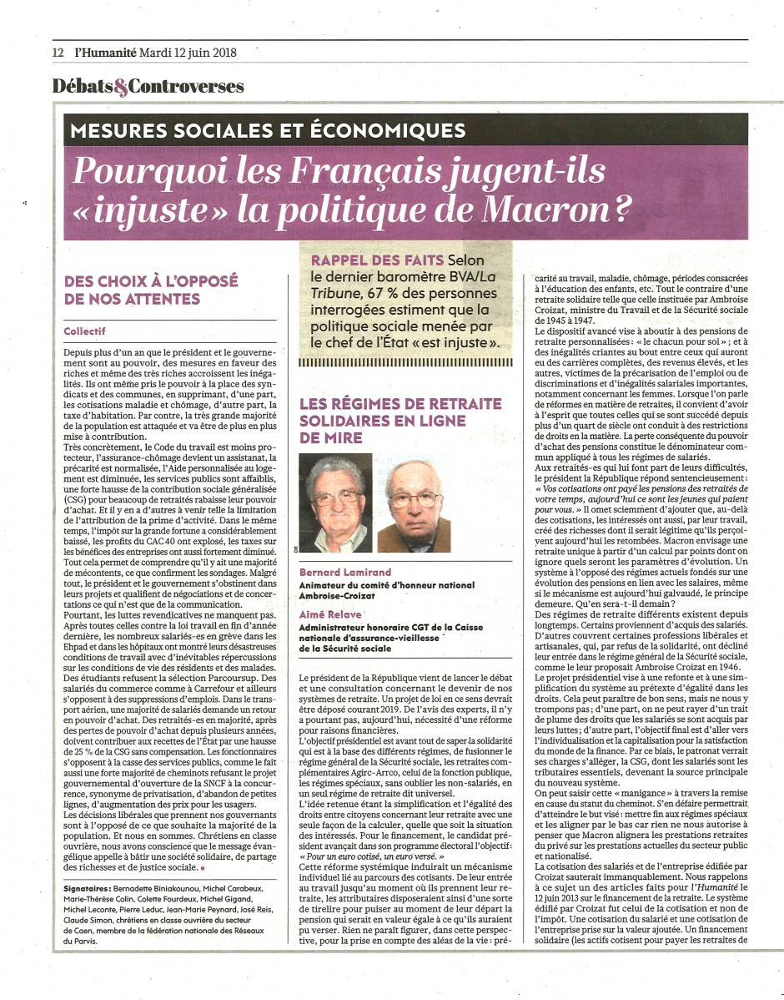 12 l'Humanité Mardi 12 juin 2018
Débats&Controverses
MESURES SOCIALES ET ÉCONOMIQUES
Pourquoi les Français jugent-ils
« injuste » la politique de Macron ?
DES CHOIX À L'OPPOSÉ
DE NOS ATTENTES
Collectif
Depuis plus d'un an que le président et le gouverne-
ment sont au pouvoir, des mesures en faveur des
riches et même des très riches accroissent les inéga-
lités. Ils ont même pris le pouvoir à la place des syn-
dicats et des communes, en supprimant, d'une part,
les cotisations maladie et chômage, d'autre part, la
taxe d'habitation. Par contre, la très grande majorité
de la population est attaquée et va être de plus en plus
mise à contribution.
Très concrètement, le Code du travail est moins pro-
tecteur, l'assurance-chômage devient un assistanat, la
précarité est normalisée, l'Aide personnalisée au loge-
ment est diminuée, les services publics sont affaiblis,
une forte hausse de la contribution sociale généralisée
(CSG) pour beaucoup de retraités rabaisse leur pouvoir
d'achat. Et il y en a d'autres à venir telle la limitation
de l'attribution de la prime d'activité. Dans le même
temps, l'impôt sur la grande fortune a considérablement
baissé, les profits du CAC 40 ont explosé, les taxes sur
les bénéfices des entreprises ont aussi fortement diminué.
Tout cela permet de comprendre qu'il y ait une majorité
de mécontents, ce que confirment les sondages. Malgré
tout, le président et le gouvernement s'obstinent dans
leurs projets et qualifient de négociations et de concer-
tations ce qui n'est que de la communication.
Pourtant, les luttes revendicatives ne manquent pas.
Après toutes celles contre la loi travail en fin d'année
dernière, les nombreux salariés-es en grève dans les
Ehpad et dans les hôpitaux ont montré leurs désastreuses
conditions de travail avec d'inévitables répercussions
sur les conditions de vie des résidents et des malades.
Des étudiants refusent la sélection Parcoursup. Des
salariés du commerce comme à Carrefour et ailleurs
s'opposent à des suppressions d'emplois. Dans le trans-
port aérien, une majorité de salariés demande un retour
en pouvoir d'achat. Des retraités-es en majorité, après
des pertes de pouvoir d'achat depuis plusieurs années,
doivent contribuer aux recettes de l'État par une hausse
de 25 % de la CSG sans compensation. Les fonctionnaires
s'opposent à la casse des services publics, comme le fait
aussi une forte majorité de cheminots refusant le projet
gouvernemental d'ouverture de la SNCF à la concur-
rence, synonyme de privatisation, d'abandon de petites
lignes, d'augmentation des prix pour les usagers.
Les décisions libérales que prennent nos gouvernants
sont à l'opposé de ce que souhaite la majorité de la
population. Et nous en sommes. Chrétiens en classe
ouvrière, nous avons conscience que le message évan-
gélique appelle à bâtir une société solidaire, de partage
des richesses et de justice sociale. •
Signataires : Bernadette Biniakounou, Michel Carabeux,
Marie-Thérèse Colin, Colette Fourdeux, Michel Gigand,
Michel Leconte, Pierre Leduc, Jean-Marie Peynard, José Reis,
Claude Simon, chrétiens en classe ouvrière du secteur
de Caen, membre de la fédération nationale des Réseaux
du Parvis.
RAPPEL DES FAITS Selon
le dernier baromètre BVA/La
Tribune, 67 % des personnes
interrogées estiment que la
politique sociale menée par
le chef de l'État « est injuste ».
LES RÉGIMES DE RETRAITE
SOLIDAIRES EN LIGNE
DE MIRE
DR
Bernard Lamirand
Animateur du comité d'honneur national
Ambroise-Croizat
Aimé Relave
Administrateur honoraire CGT de la Caisse
nationale d'assurance-vieillesse
de la Sécurité sociale
Le président de la République vient de lancer le débat
et une consultation concernant le devenir de nos
systèmes de retraite. Un projet de loi en ce sens devrait
être déposé courant 2019. De l'avis des experts, il n'y
a pourtant pas, aujourd'hui, nécessité d'une réforme
pour raisons financières.
L'objectif présidentiel est avant tout de saper la solidarité
qui est à la base des différents régimes, de fusionner le
régime général de la Sécurité sociale, les retraites com-
plémentaires Agirc-Arrco, celui de la fonction publique,
les régimes spéciaux, sans oublier les non-salariés, en
un seul régime de retraite dit universel.
L'idée retenue étant la simplification et l'égalité des
droits entre citoyens concernant leur retraite avec une
seule façon de la calculer, quelle que soit la situation
des intéressés. Pour le financement, le candidat pré-
sident avançait dans son programme électoral l'objectif :
« Pour un euro cotisé, un euro versé. »
Cette réforme systémique induirait un mécanisme
individuel lié au parcours des cotisants. De leur entrée
au travail jusqu'au moment où ils prennent leur re-
traite, les attributaires disposeraient ainsi d'une sorte
de tirelire pour puiser au moment de leur départ la
pension qui serait en valeur égale à ce qu'ils auraient
pu verser. Rien ne paraît figurer, dans cette perspec-
tive, pour la prise en compte des aléas de la vie : pré-
carité au travail, maladie, chômage, périodes consacrées
à l'éducation des enfants, etc. Tout le contraire d'une
retraite solidaire telle que celle instituée par Ambroise
Croizat, ministre du Travail et de la Sécurité sociale
de 1945 à 1947.
Le dispositif avancé vise à aboutir à des pensions de
retraite personnalisées : « le chacun pour soi » ; et à
des inégalités criantes au bout entre ceux qui auront
eu des carrières complètes, des revenus élevés, et les
autres, victimes de la précarisation de l'emploi ou de
discriminations et d'inégalités salariales importantes,
notamment concernant les femmes. Lorsque l'on parle
de réformes en matière de retraites, il convient d'avoir
à l'esprit que toutes celles qui se sont succédé depuis
plus d'un quart de siècle ont conduit à des restrictions
de droits en la matière. La perte conséquente du pouvoir
d'achat des pensions constitue le dénominateur com-
mun appliqué à tous les régimes de salariés.
Aux retraités-es qui lui font part de leurs difficultés,
le président la République répond sentencieusement :
« Vos cotisations ont payé les pensions des retraités de
votre temps, aujourd'hui ce sont les jeunes qui paient
pour vous. » Il omet sciemment d'ajouter que, au-delà
des cotisations, les intéressés ont aussi, par leur travail,
créé des richesses dont il serait légitime qu'ils perçoi-
vent aujourd'hui les retombées. Macron envisage une
retraite unique à partir d'un calcul par points dont on
ignore quels seront les paramètres d'évolution. Un
système à l'opposé des régimes actuels fondés sur une
évolution des pensions en lien avec les salaires, même
si le mécanisme est aujourd'hui galvaudé, le principe
demeure. Qu'en sera-t-il demain ?
Des régimes de retraite différents existent depuis
longtemps. Certains proviennent d'acquis des salariés.
D'autres couvrent certaines professions libérales et
artisanales, qui, par refus de la solidarité, ont décliné
leur entrée dans le régime général de la Sécurité sociale,
comme le leur proposait Ambroise Croizat en 1946.
Le projet présidentiel vise à une refonte et à une sim-
plification du système au prétexte d'égalité dans les
droits. Cela peut paraître de bon sens, mais ne nous y
trompons pas ; d'une part, on ne peut rayer d'un trait
de plume des droits que les salariés se sont acquis par
leurs luttes ; d'autre part, l'objectif final est d'aller vers
l'individualisation et la capitalisation pour la satisfaction
du monde de la finance. Par ce biais, le patronat verrait
ses charges s'alléger, la CSG, dont les salariés sont les
tributaires essentiels, devenant la source principale
du nouveau système.
On peut saisir cette « manigance » à travers la remise
en cause du statut du cheminot. S'en défaire permettrait
d'atteindre le but visé : mettre fin aux régimes spéciaux
et les aligner par le bas car rien ne nous autorise à
penser que Macron alignera les prestations retraites
du privé sur les prestations actuelles du secteur public
et nationalisé.
La cotisation des salariés et de l'entreprise édifiée par
Croizat sauterait immanquablement. Nous rappelons
à ce sujet un des articles faits pour l'Humanité le
12 juin 2013 sur le financement de la retraite. Le système
édifié par Croizat fut celui de la cotisation et non de
l'impôt. Une cotisation du salarié et une cotisation de
l'entreprise prise sur la valeur ajoutée. Un financement
solidaire (les actifs cotisent pour payer les retraites de